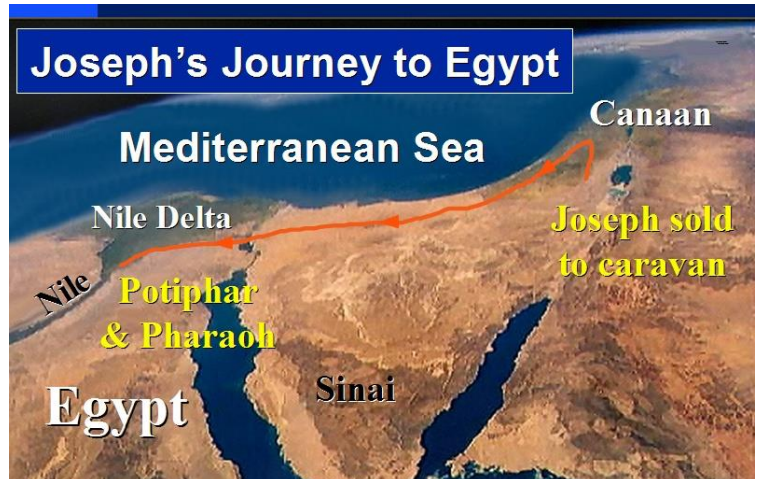 Joseph's Journey to Egypt
Canaan
Mediterranean Sea
Nile Delta
Joseph sold
to caravan
Nile
Potiphar
& Pharaoh
Sinai
Egypt